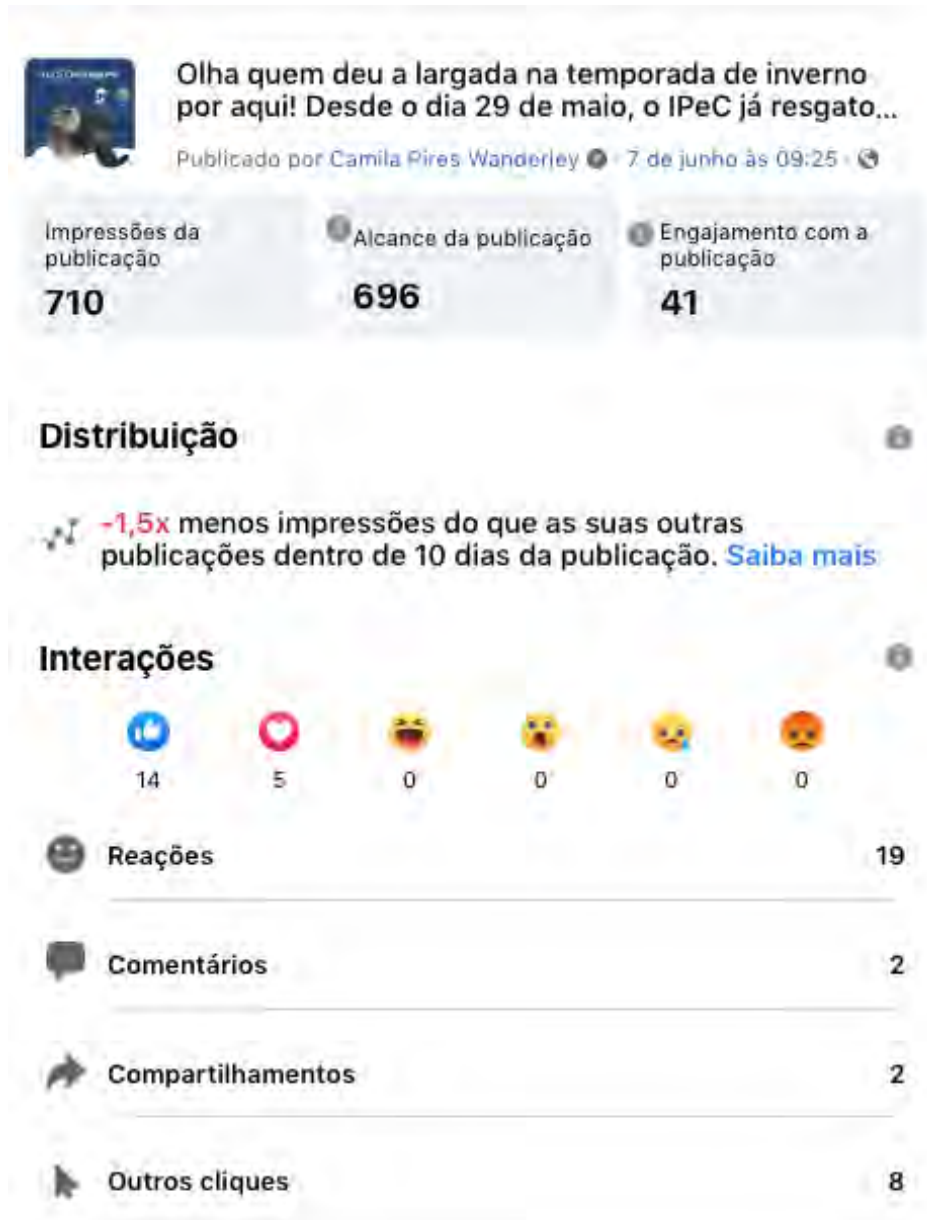 Olha quem deu a largada na temporada de inverno
por aqui! Desde o dia 29 de maio, o IPeC já resgato...
Publicado por Camila Pires Wanderley · 7 de junho às 09:25 ·
Impressões da
publicação
710
Alcance da publicação
696
Engajamento com a
publicação
41
Distribuição
-1,5x menos impressões do que as suas outras
publicações dentro de 10 dias da publicação. Saiba mais
Interações
14 5 0 0 0 0
Reações 19
Comentários 2
Compartilhamentos 2
Outros cliques 8